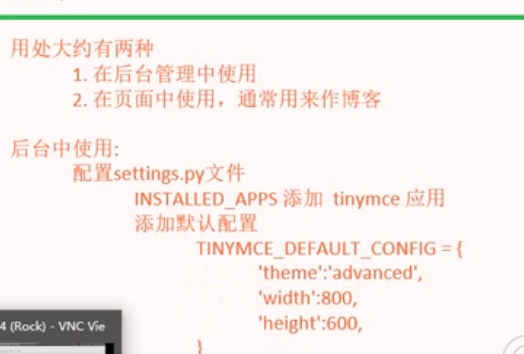 用处大约有两种
1. 在后台管理中使用
2. 在页面中使用，通常用来作博客
后台中使用:
配置settings.py文件
INSTALLED_APPS 添加 tinymce 应用
添加默认配置
TINYMCE_DEFAULT_CONFIG = {
'theme':'advanced',
'width':800,
'height':600,
}
4 (Rock) - VNC Vie